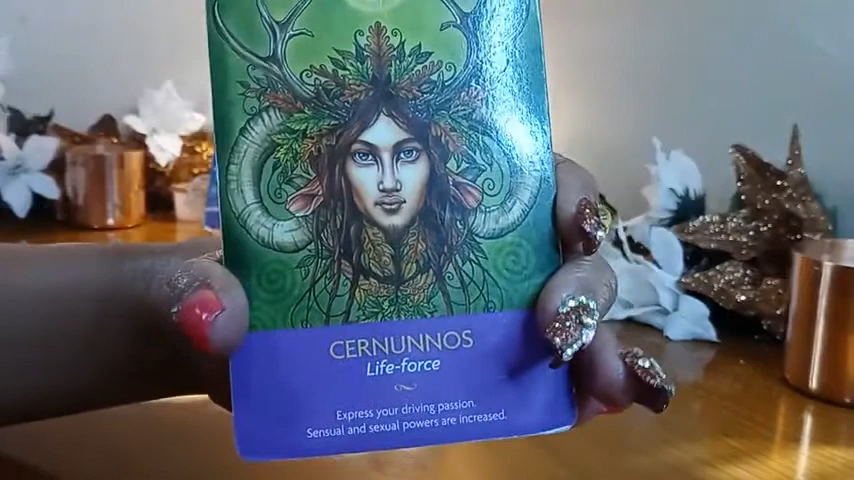 CERNUNNOS
Life-force
Express your driving passion.
Sensual and sexual powers are increased.